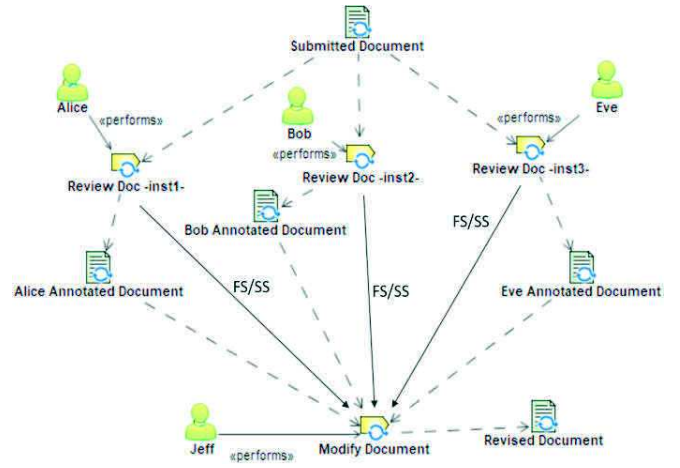 Submitted Document
Alice
«performs»
Bob
«performs»
«performs»
Eve
Review Doc -inst1-
Review Doc -inst2-
Review Doc -inst3-
Bob Annotated Document
FS/SS
Alice Annotated Document
FS/SS
FS/SS
Eve Annotated Document
Jeff
«performs»
Modify Document
Revised Document